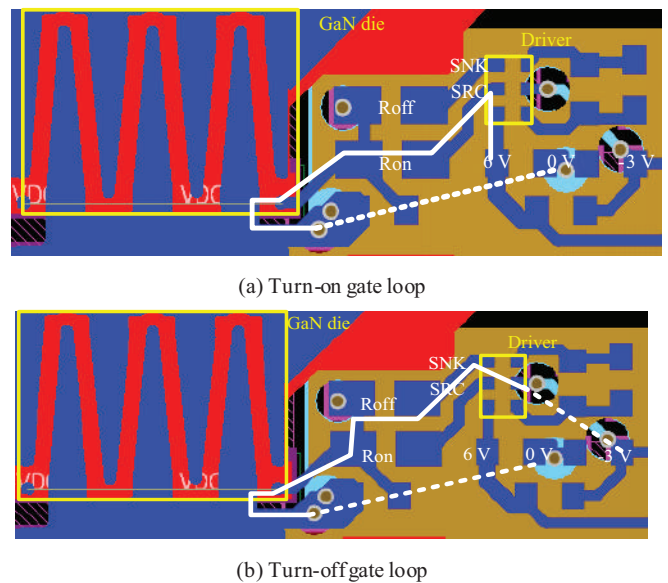 GaN die
Driver
SNK
SRC
Roff
Ron
6 V 0 V -3 V
VDC VDC
(a) Turn-on gate loop
GaN die
Driver
SNK
SRC
Roff
Ron
6 V 0 V -3 V
VDC VDC
(b) Turn-off gate loop